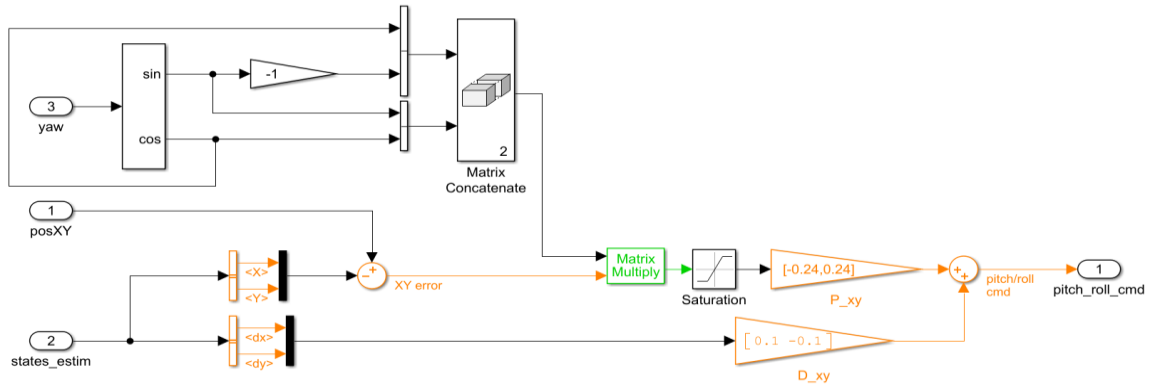 sin
-1
3
yaw
cos
2
Matrix
Concatenate
1
posXY
<X>
<Y>
− +
XY error
Matrix
Multiply
Saturation
[-0.24,0.24]
P_xy
++
pitch/roll
cmd
1
pitch_roll_cmd
2
states_estim
<dx>
<dy>
[ 0.1 -0.1 ]
D_xy